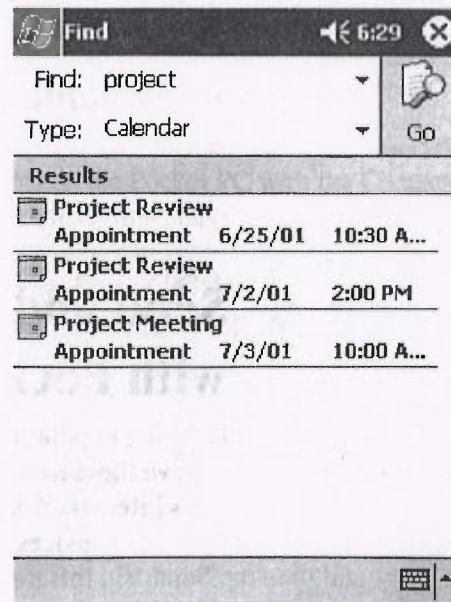 Find 6:29
Find: project
Type: Calendar
Go
Results
Project Review
Appointment 6/25/01 10:30 A...
Project Review
Appointment 7/2/01 2:00 PM
Project Meeting
Appointment 7/3/01 10:00 A...